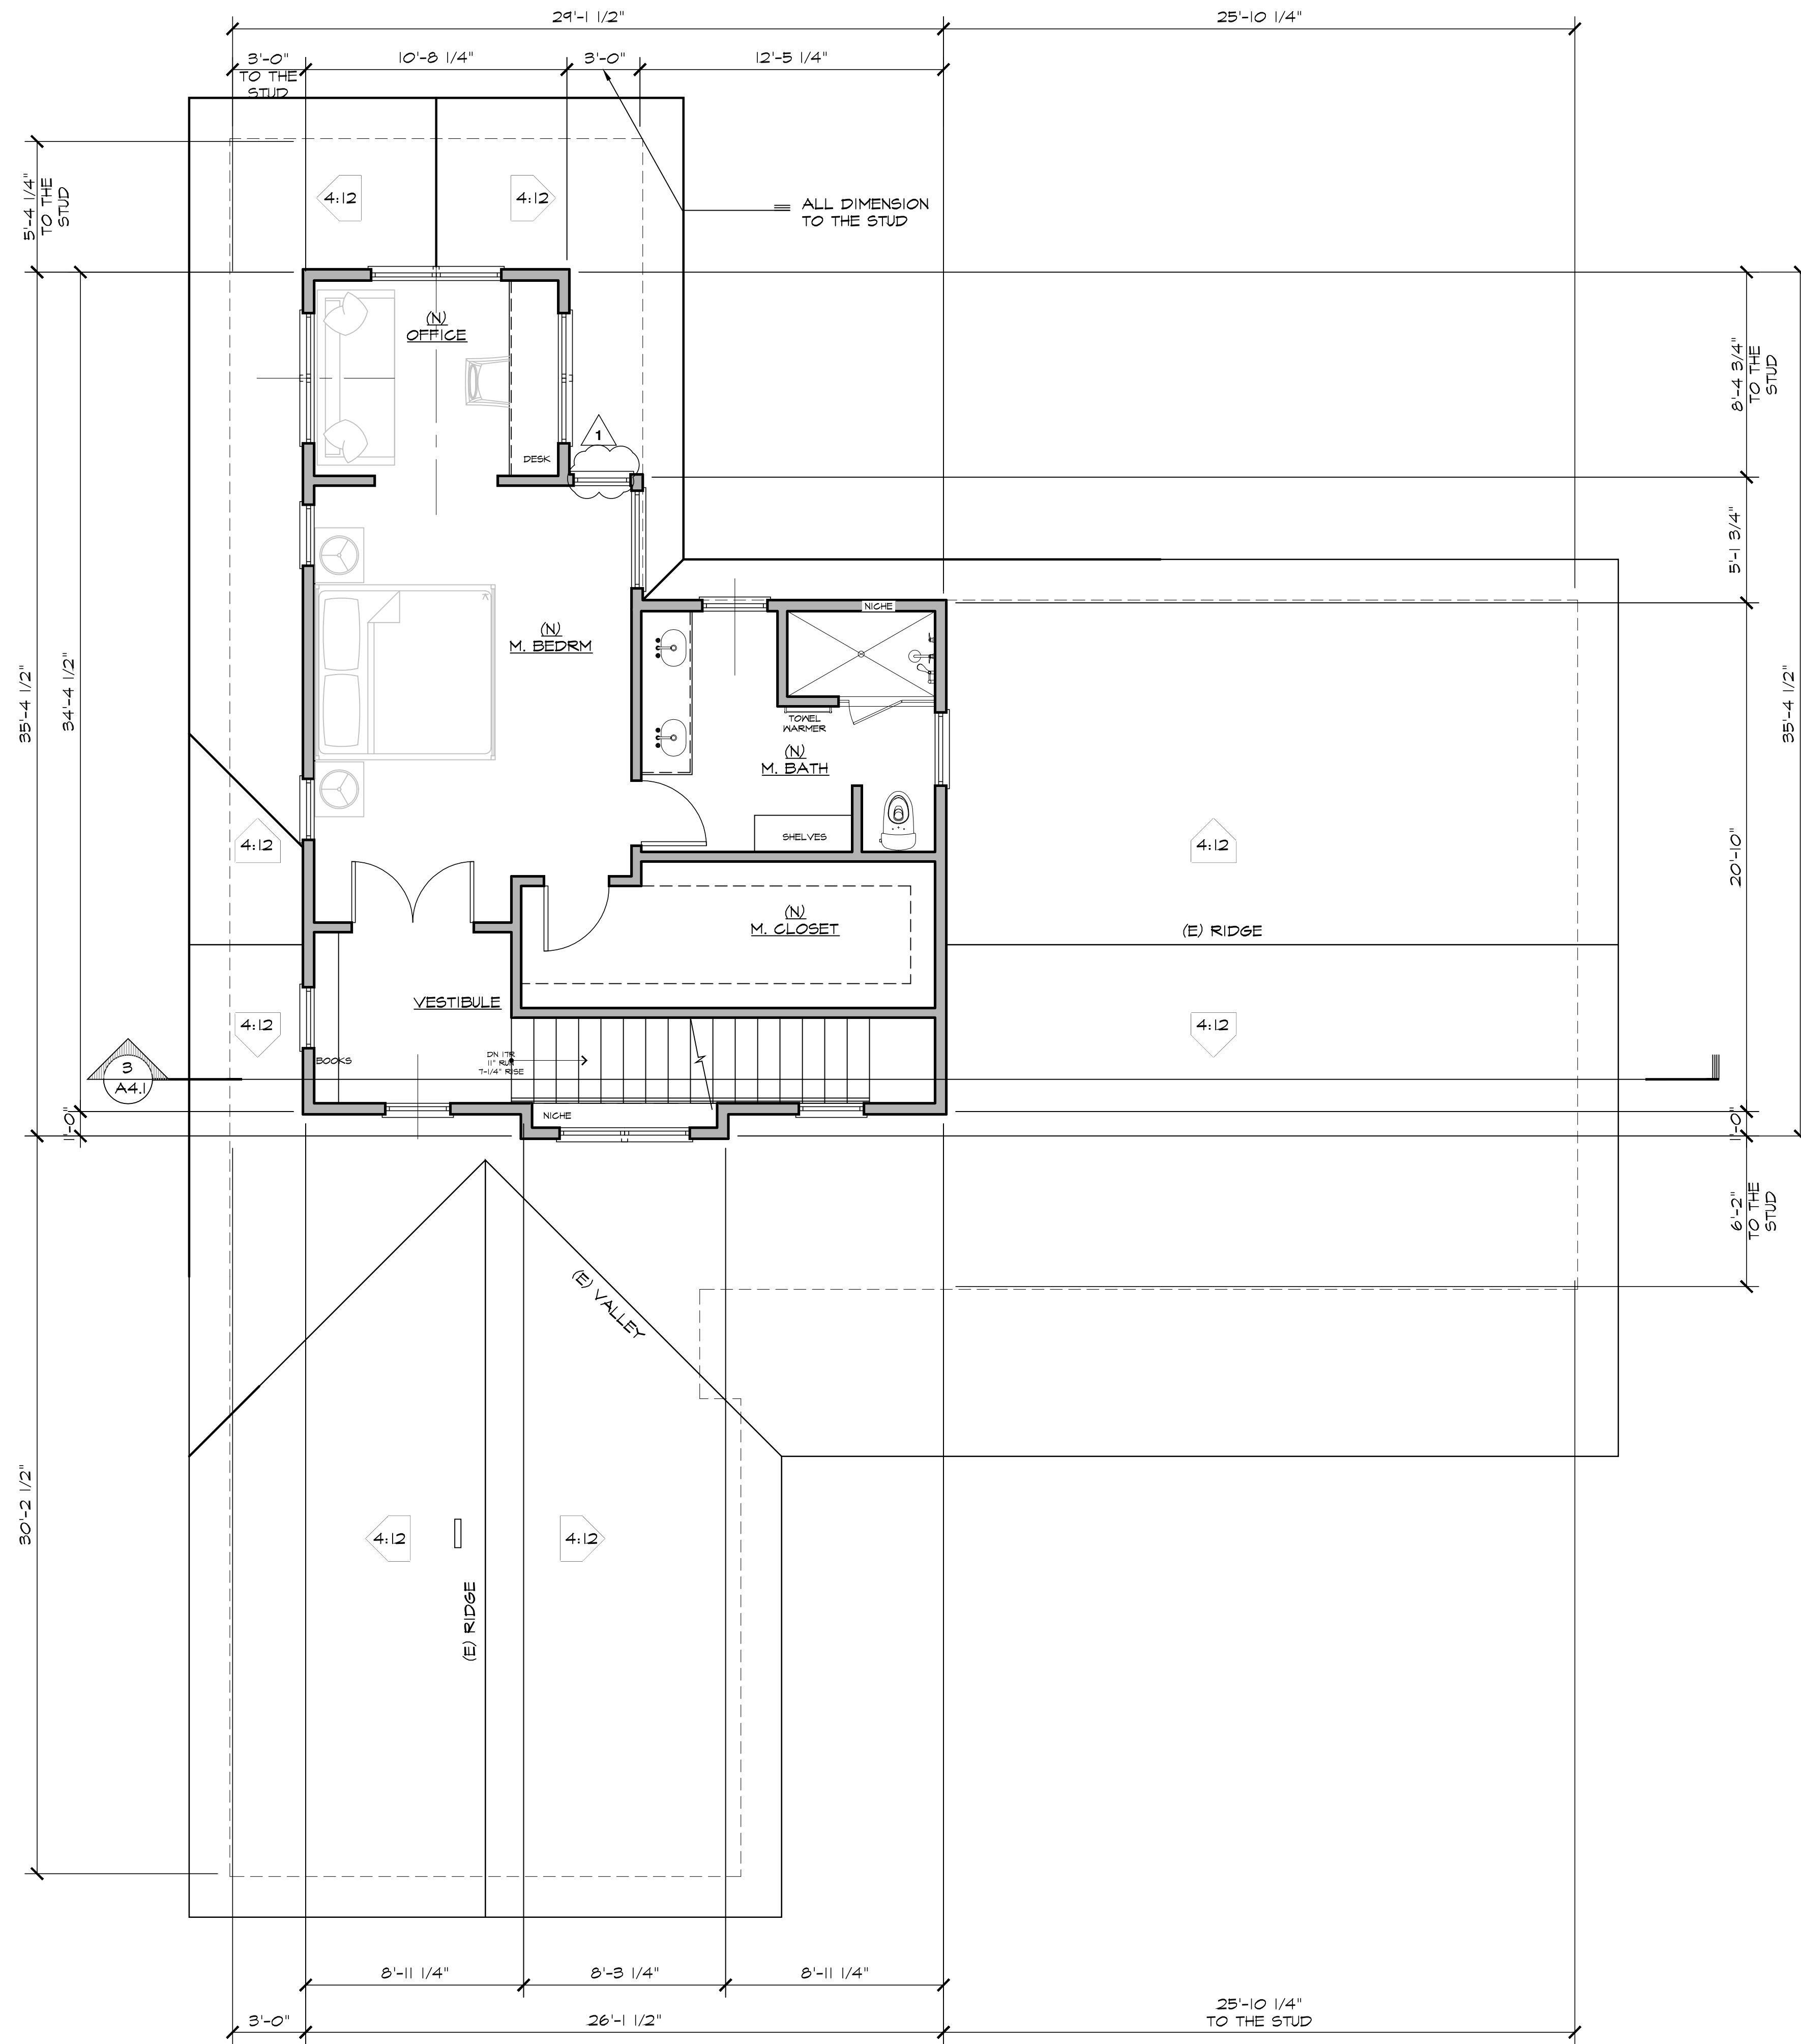 29'-1 1/2"
25'-10 1/4"
3'-0"
TO THE
STUD
10'-8 1/4"
3'-0"
12'-5 1/4"
5'-4 1/4"
TO THE
STUD
4:12
4:12
ALL DIMENSION
TO THE STUD
(N)
OFFICE
DESK
1
8'-4 3/4"
TO THE
STUD
5'-1 3/4"
35'-4 1/2"
34'-4 1/2"
(N)
M. BEDRM
NICHE
TOWEL
WARMER
(N)
M. BATH
SHELVES
35'-4 1/2"
20'-10"
4:12
4:12
(N)
M. CLOSET
(E) RIDGE
VESTIBULE
4:12
4:12
BOOKS
DN 17R
11" RUN
7-1/4" RISE
3
A4.1
NICHE
1'-0"
1'-0"
6'-2"
TO THE
STUD
(E) VALLEY
30'-2 1/2"
4:12
4:12
(E) RIDGE
8'-11 1/4"
8'-3 1/4"
8'-11 1/4"
3'-0"
26'-1 1/2"
25'-10 1/4"
TO THE STUD